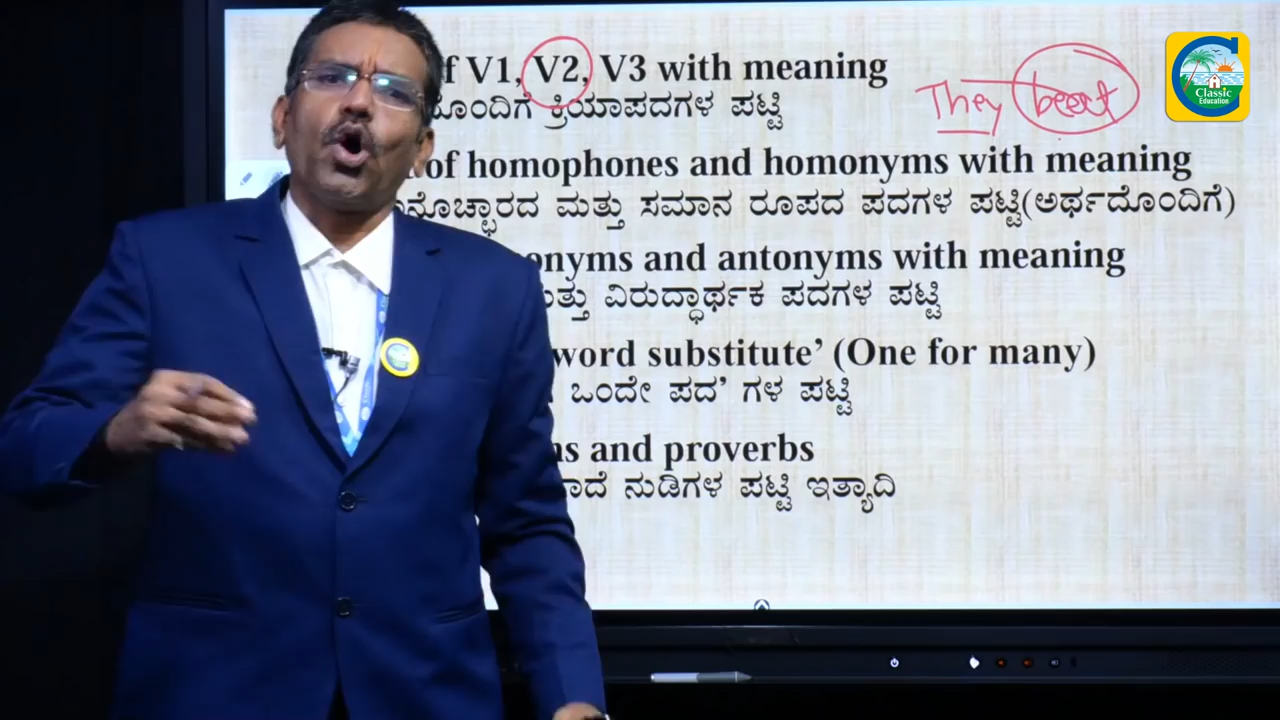 f V1, V2, V3 with meaning
They beat
Classic
Education
ೊಂದಿಗೆ ಕ್ರಿಯಾಪದಗಳ ಪಟ್ಟಿ
of homophones and homonyms with meaning
ನೊಚ್ಛಾರದ ಮತ್ತು ಸಮಾನ ರೂಪದ ಪದಗಳ ಪಟ್ಟಿ(ಅರ್ಥದೊಂದಿಗೆ)
onyms and antonyms with meaning
ತ್ತು ವಿರುದ್ಧಾರ್ಥಕ ಪದಗಳ ಪಟ್ಟಿ
word substitute’ (One for many)
ಒಂದೇ ಪದ’ ಗಳ ಪಟ್ಟಿ
ns and proverbs
ಾದೆ ನುಡಿಗಳ ಪಟ್ಟಿ ಇತ್ಯಾದಿ